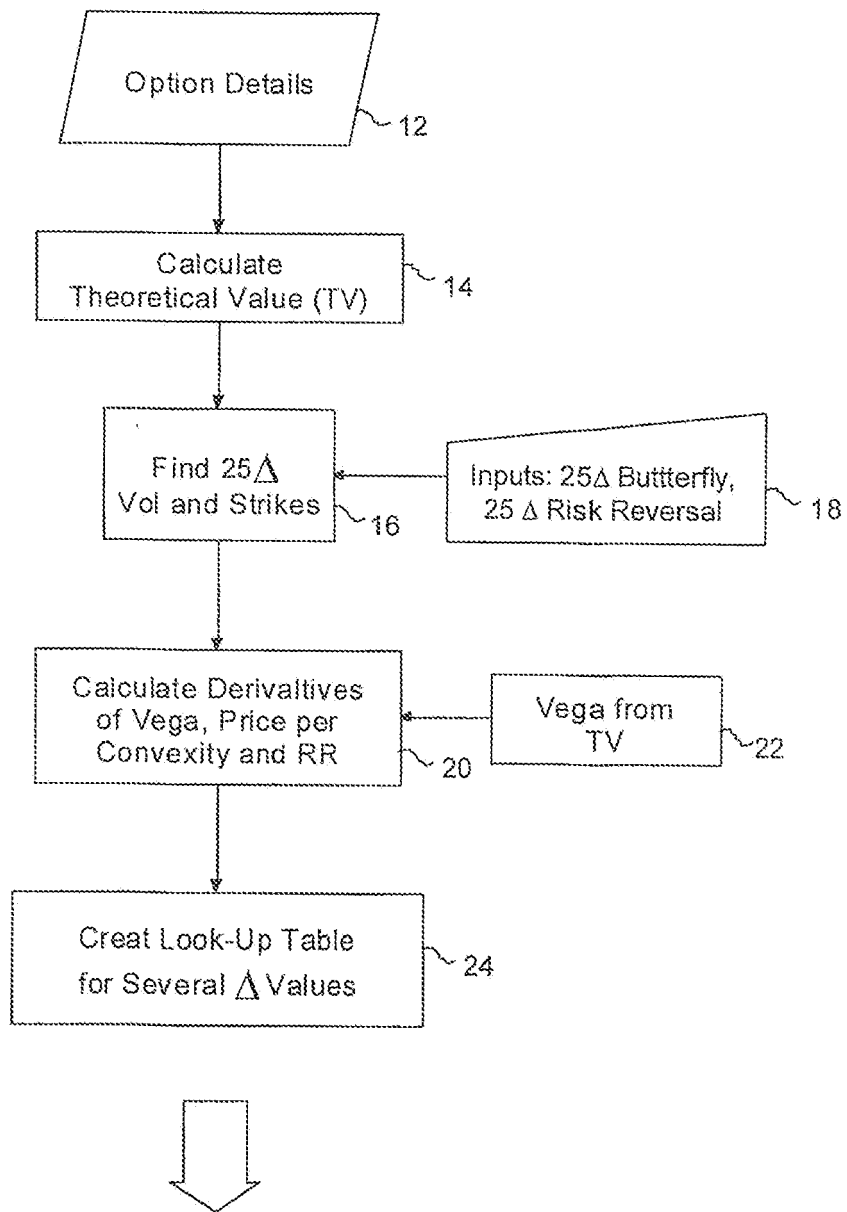 Option Details
12
Calculate
Theoretical Value (TV)
14
Find 25Δ
Vol and Strikes
16
Inputs: 25Δ Buttterfly,
25 Δ Risk Reversal
18
Calculate Derivaltives
of Vega, Price per
Convexity and RR
20
Vega from
TV
22
Creat Look-Up Table
for Several Δ Values
24